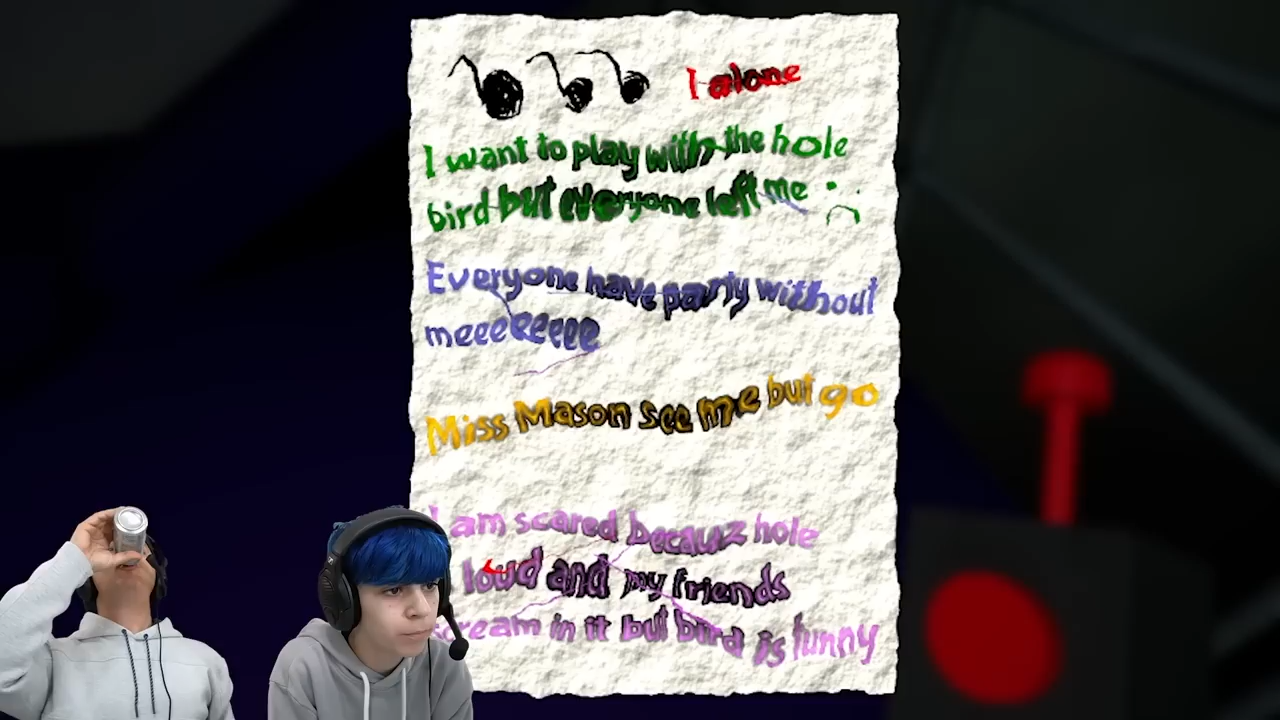 I alone
I want to play with the hole
bird but everyone left me :(
Everyone have party without
meeeeeeeee
Miss Mason see me but go
I am scared becauz hole
loud and my friends
scream in it but bird is funny